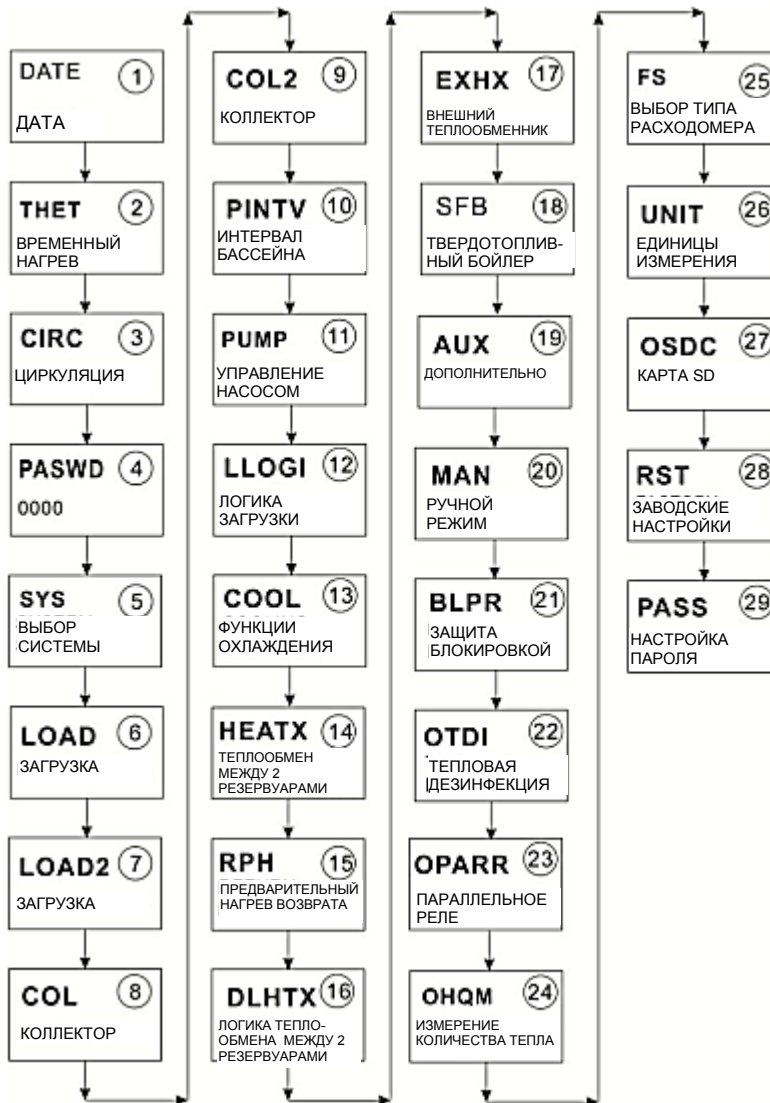 DATE 1
ДАТА
THET 2
ВРЕМЕННЫЙ
НАГРЕВ
CIRC 3
ЦИРКУЛЯЦИЯ
PASWD 4
0000
SYS 5
ВЫБОР
СИСТЕМЫ
LOAD 6
ЗАГРУЗКА
LOAD2 7
ЗАГРУЗКА
COL 8
КОЛЛЕКТОР
COL2 9
КОЛЛЕКТОР
PINTV 10
ИНТЕРВАЛ
БАССЕЙНА
PUMP 11
УПРАВЛЕНИЕ
НАСОСОМ
LLOGI 12
ЛОГИКА
ЗАГРУЗКИ
COOL 13
ФУНКЦИИ
ОХЛАЖДЕНИЯ
HEATX 14
ТЕПЛООБМЕН
МЕЖДУ 2
РЕЗЕРВУАРАМИ
RPH 15
ПРЕДВАРИТЕЛЬНЫЙ
НАГРЕВ ВОЗВРАТА
DLHTX 16
ЛОГИКА ТЕПЛО-
ОБМЕНА МЕЖДУ 2
РЕЗЕРВУАРАМИ
EXHX 17
ВНЕШНИЙ
ТЕПЛООБМЕННИК
SFB 18
ТВЕРДОТОПЛИВ-
НЫЙ БОЙЛЕР
AUX 19
ДОПОЛНИТЕЛЬНО
MAN 20
РУЧНОЙ
РЕЖИМ
BLPR 21
ЗАЩИТА
БЛОКИРОВКОЙ
OTDI 22
ТЕПЛОВАЯ
ДЕЗИНФЕКЦИЯ
OPARR 23
ПАРАЛЛЕЛЬНОЕ
РЕЛЕ
OHQM 24
ИЗМЕРЕНИЕ
КОЛИЧЕСТВА ТЕПЛА
FS 25
ВЫБОР ТИПА
РАСХОДОМЕРА
UNIT 26
ЕДИНИЦЫ
ИЗМЕРЕНИЯ
OSDC 27
КАРТА SD
RST 28
ЗАВОДСКИЕ
НАСТРОЙКИ
PASS 29
НАСТРОЙКА
ПАРОЛЯ